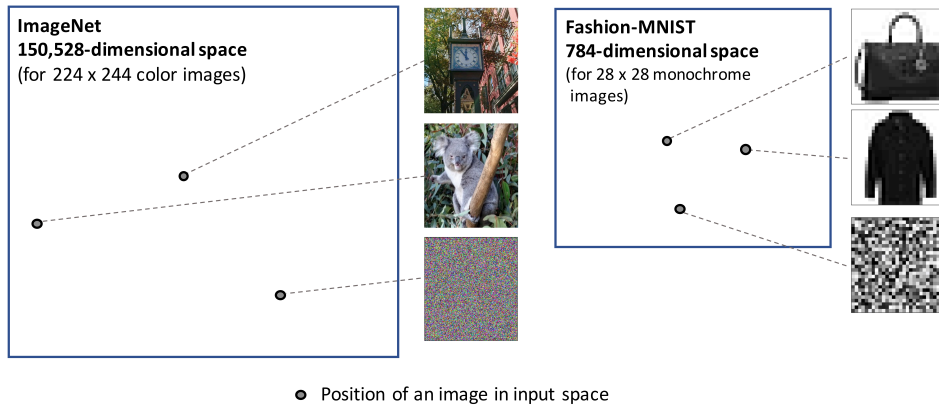 ImageNet
150,528-dimensional space
(for 224 x 244 color images)
Fashion-MNIST
784-dimensional space
(for 28 x 28 monochrome
images)
Position of an image in input space